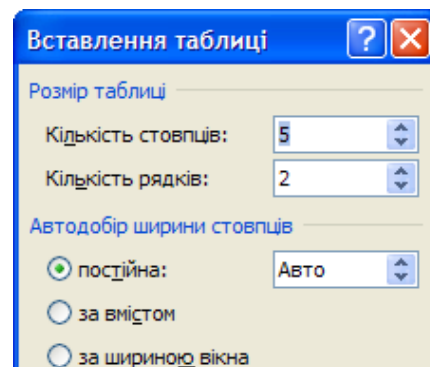 Вставлення таблиці
Розмір таблиці
Кількість стовпців: 5
Кількість рядків: 2
Автодобір ширини стовпців
постійна: Авто
за вмістом
за шириною вікна